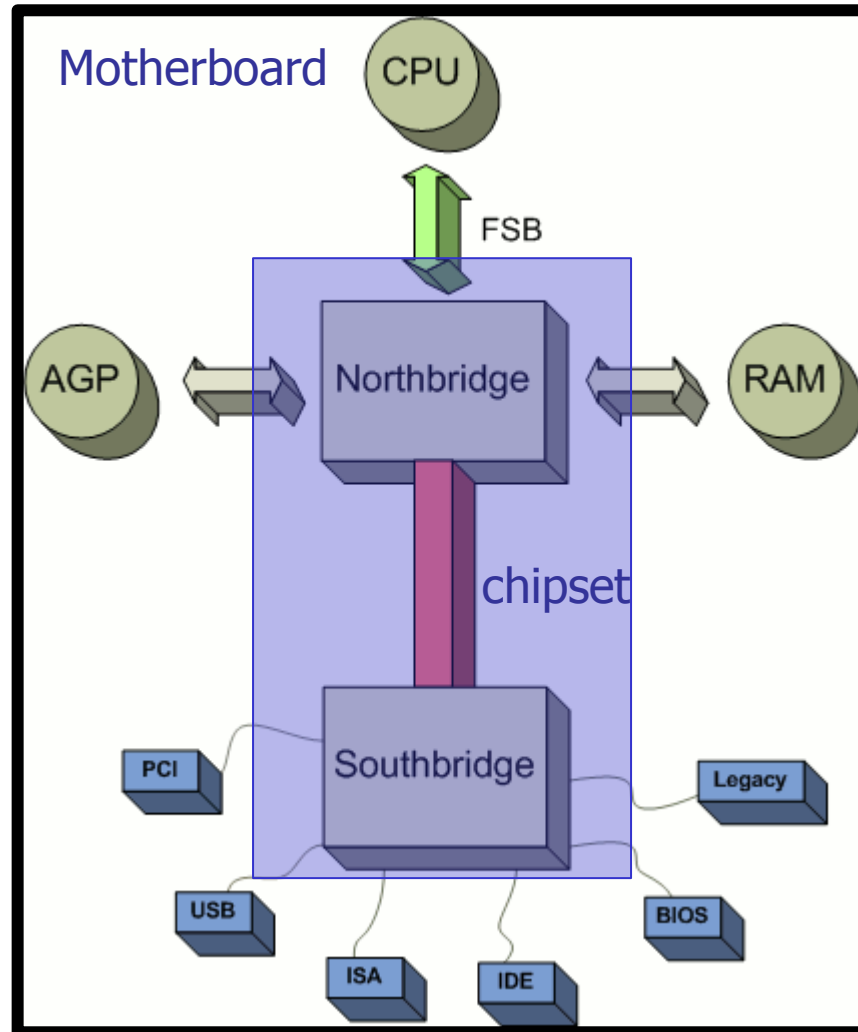 Motherboard
CPU
FSB
AGP
Northbridge
RAM
chipset
PCI
Southbridge
Legacy
USB
BIOS
ISA
IDE